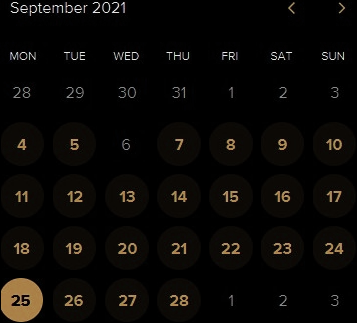 September 2021
MON TUE WED THU FRI SAT SUN
28 29 30 31 1 2 3
4 5 6 7 8 9 10
11 12 13 14 15 16 17
18 19 20 21 22 23 24
25 26 27 28 1 2 3